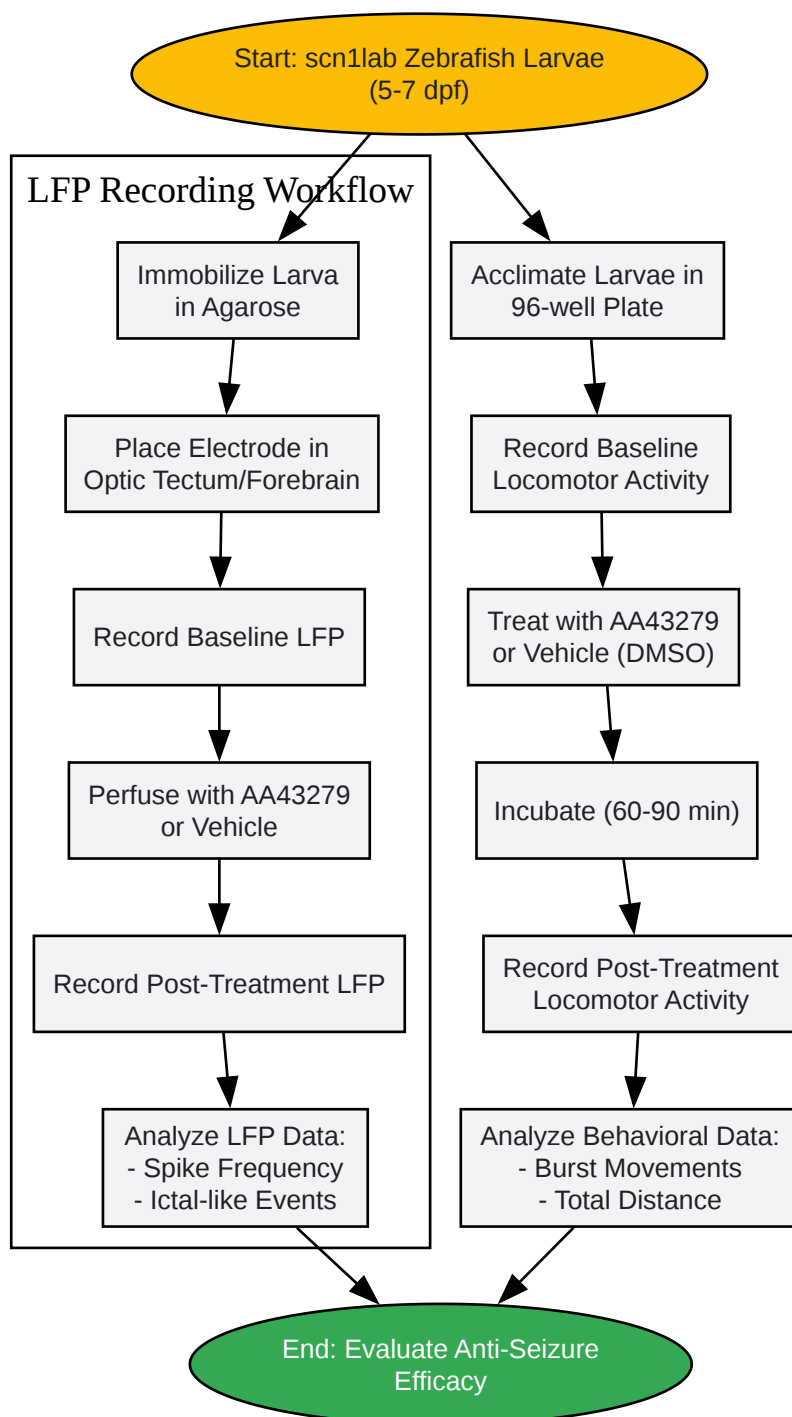 Start: scn1lab Zebrafish Larvae
(5-7 dpf)
LFP Recording Workflow
Immobilize Larva
in Agarose
Place Electrode in
Optic Tectum/Forebrain
Record Baseline LFP
Perfuse with AA43279
or Vehicle
Record Post-Treatment LFP
Analyze LFP Data:
- Spike Frequency
- Ictal-like Events
Acclimate Larvae in
96-well Plate
Record Baseline
Locomotor Activity
Treat with AA43279
or Vehicle (DMSO)
Incubate (60-90 min)
Record Post-Treatment
Locomotor Activity
Analyze Behavioral Data:
- Burst Movements
- Total Distance
End: Evaluate Anti-Seizure
Efficacy